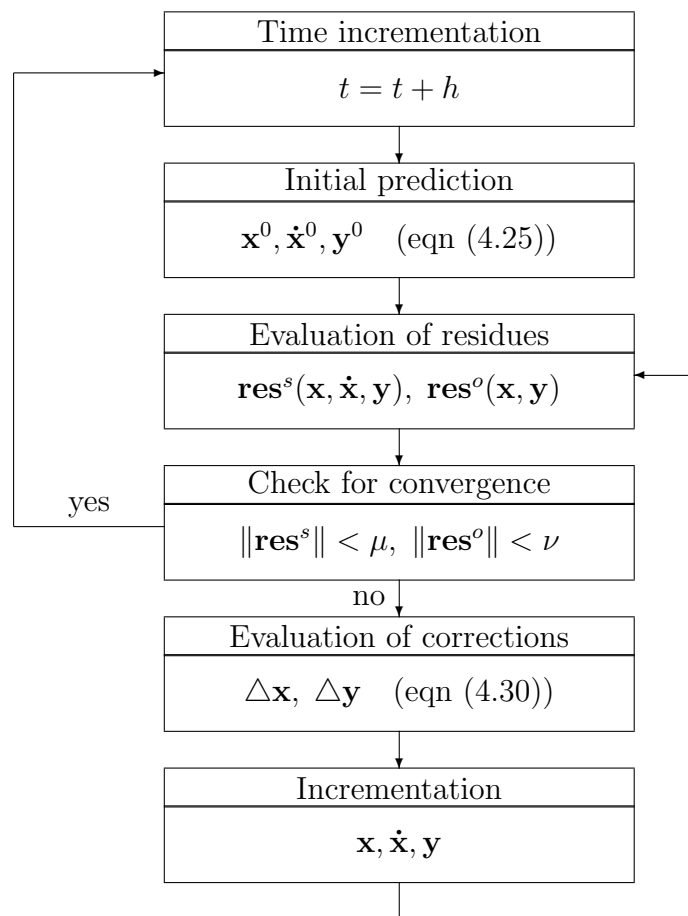 Time incrementation
t = t + h
Initial prediction
x⁰, ẋ⁰, y⁰ (eqn (4.25))
Evaluation of residues
resˢ(x, ẋ, y), resᵒ(x, y)
Check for convergence
yes
‖resˢ‖ < μ, ‖resᵒ‖ < ν
no
Evaluation of corrections
△x, △y (eqn (4.30))
Incrementation
x, ẋ, y